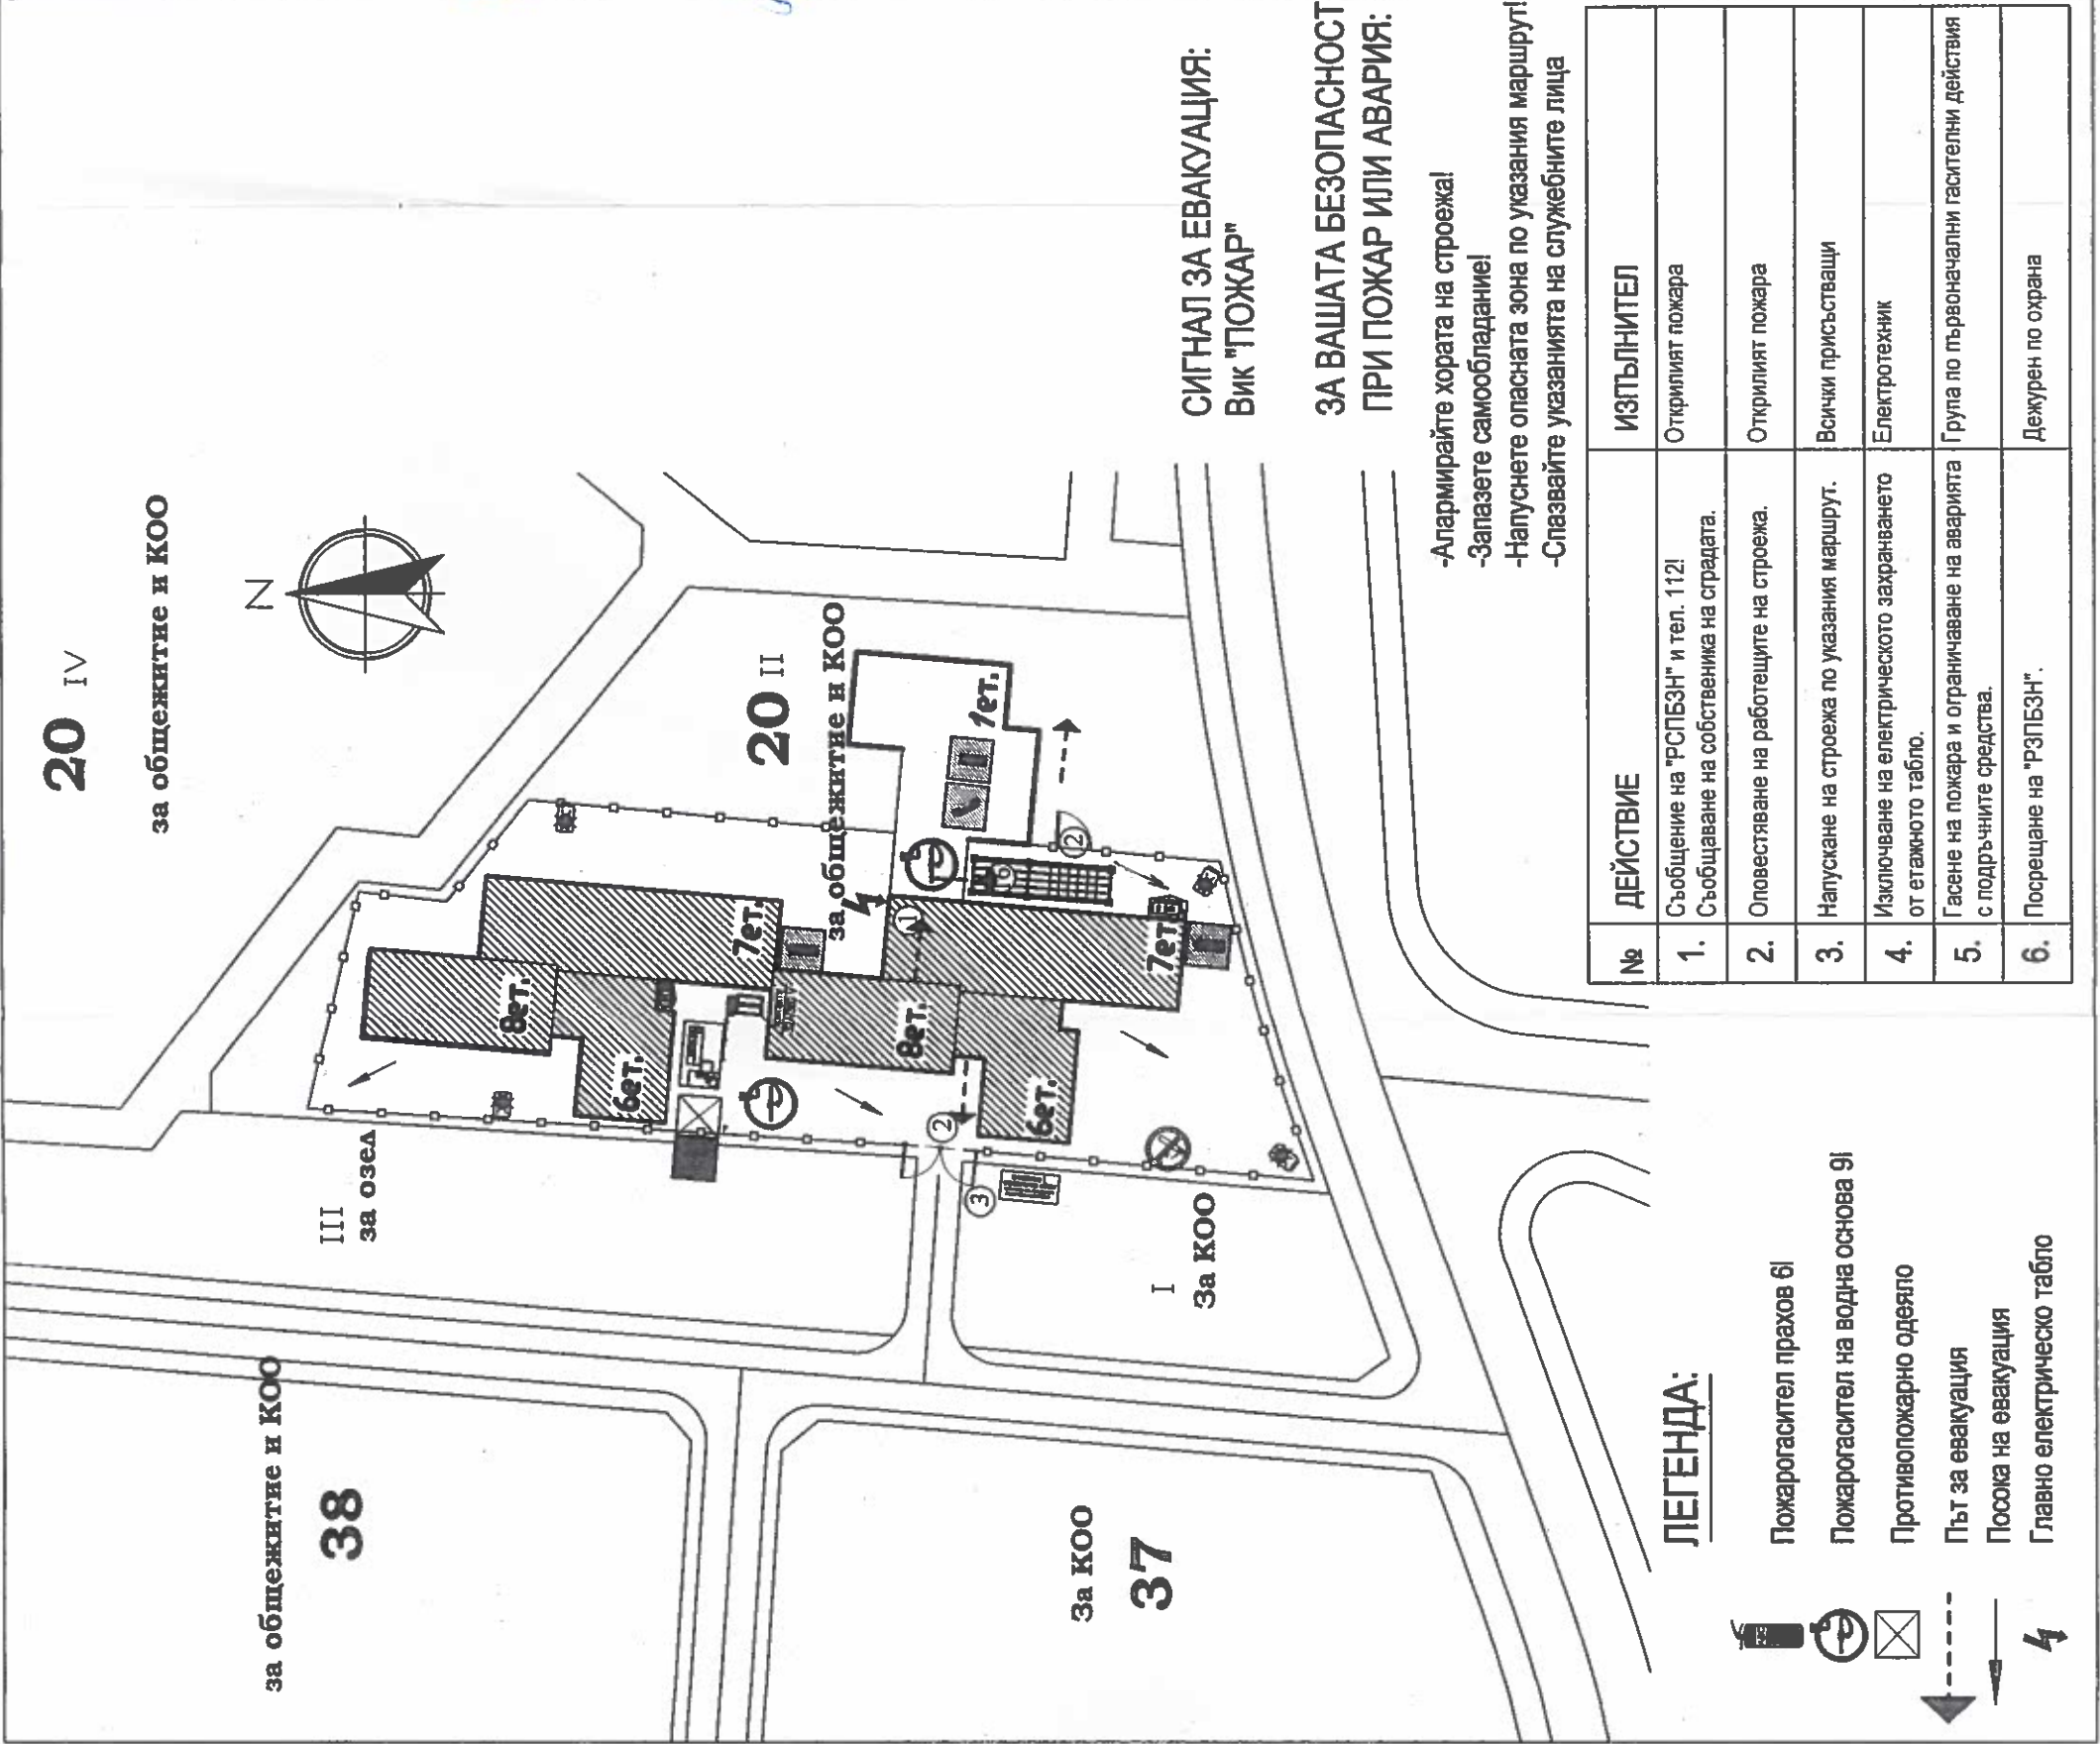 20 IV
за общежитие и КОО
N
20 II
за общежитие и КОО
7ет.
8ет.
6ет.
1ет.
7ет.
8ет.
6ет.
1
2
2
3
III
за озел
I
За КОО
за общежитие и КОО
38
За КОО
37
СИГНАЛ ЗА ЕВАКУАЦИЯ:
Вик "ПОЖАР"
ЗА ВАШАТА БЕЗОПАСНОСТ
ПРИ ПОЖАР ИЛИ АВАРИЯ:
-Алармирайте хората на строежа!
-Запазете самообладание!
-Напуснете опасната зона по указания маршрут!
-Спазвайте указанията на служебните лица
№ ДЕЙСТВИЕ ИЗПЪЛНИТЕЛ
1. Съобщение на "РСПБЗН" и тел. 112! Открилият пожара
Съобщаване на собственика на сградата.
2. Оповестяване на работещите на строежа. Открилият пожара
3. Напускане на строежа по указания маршрут. Всички присъстващи
4. Изключване на електрическото захранването Електротехник
от етажното табло.
5. Гасене на пожара и ограничаване на аварията Група по първоначални гасителни действия
с подръчните средства.
6. Посрещане на "РЗПБЗН". Дежурен по охрана
ЛЕГЕНДА:
Пожарогасител прахов 6l
Пожарогасител на водна основа 9l
Противопожарно одеяло
Път за евакуация
Посока на евакуация
Главно електрическо табло